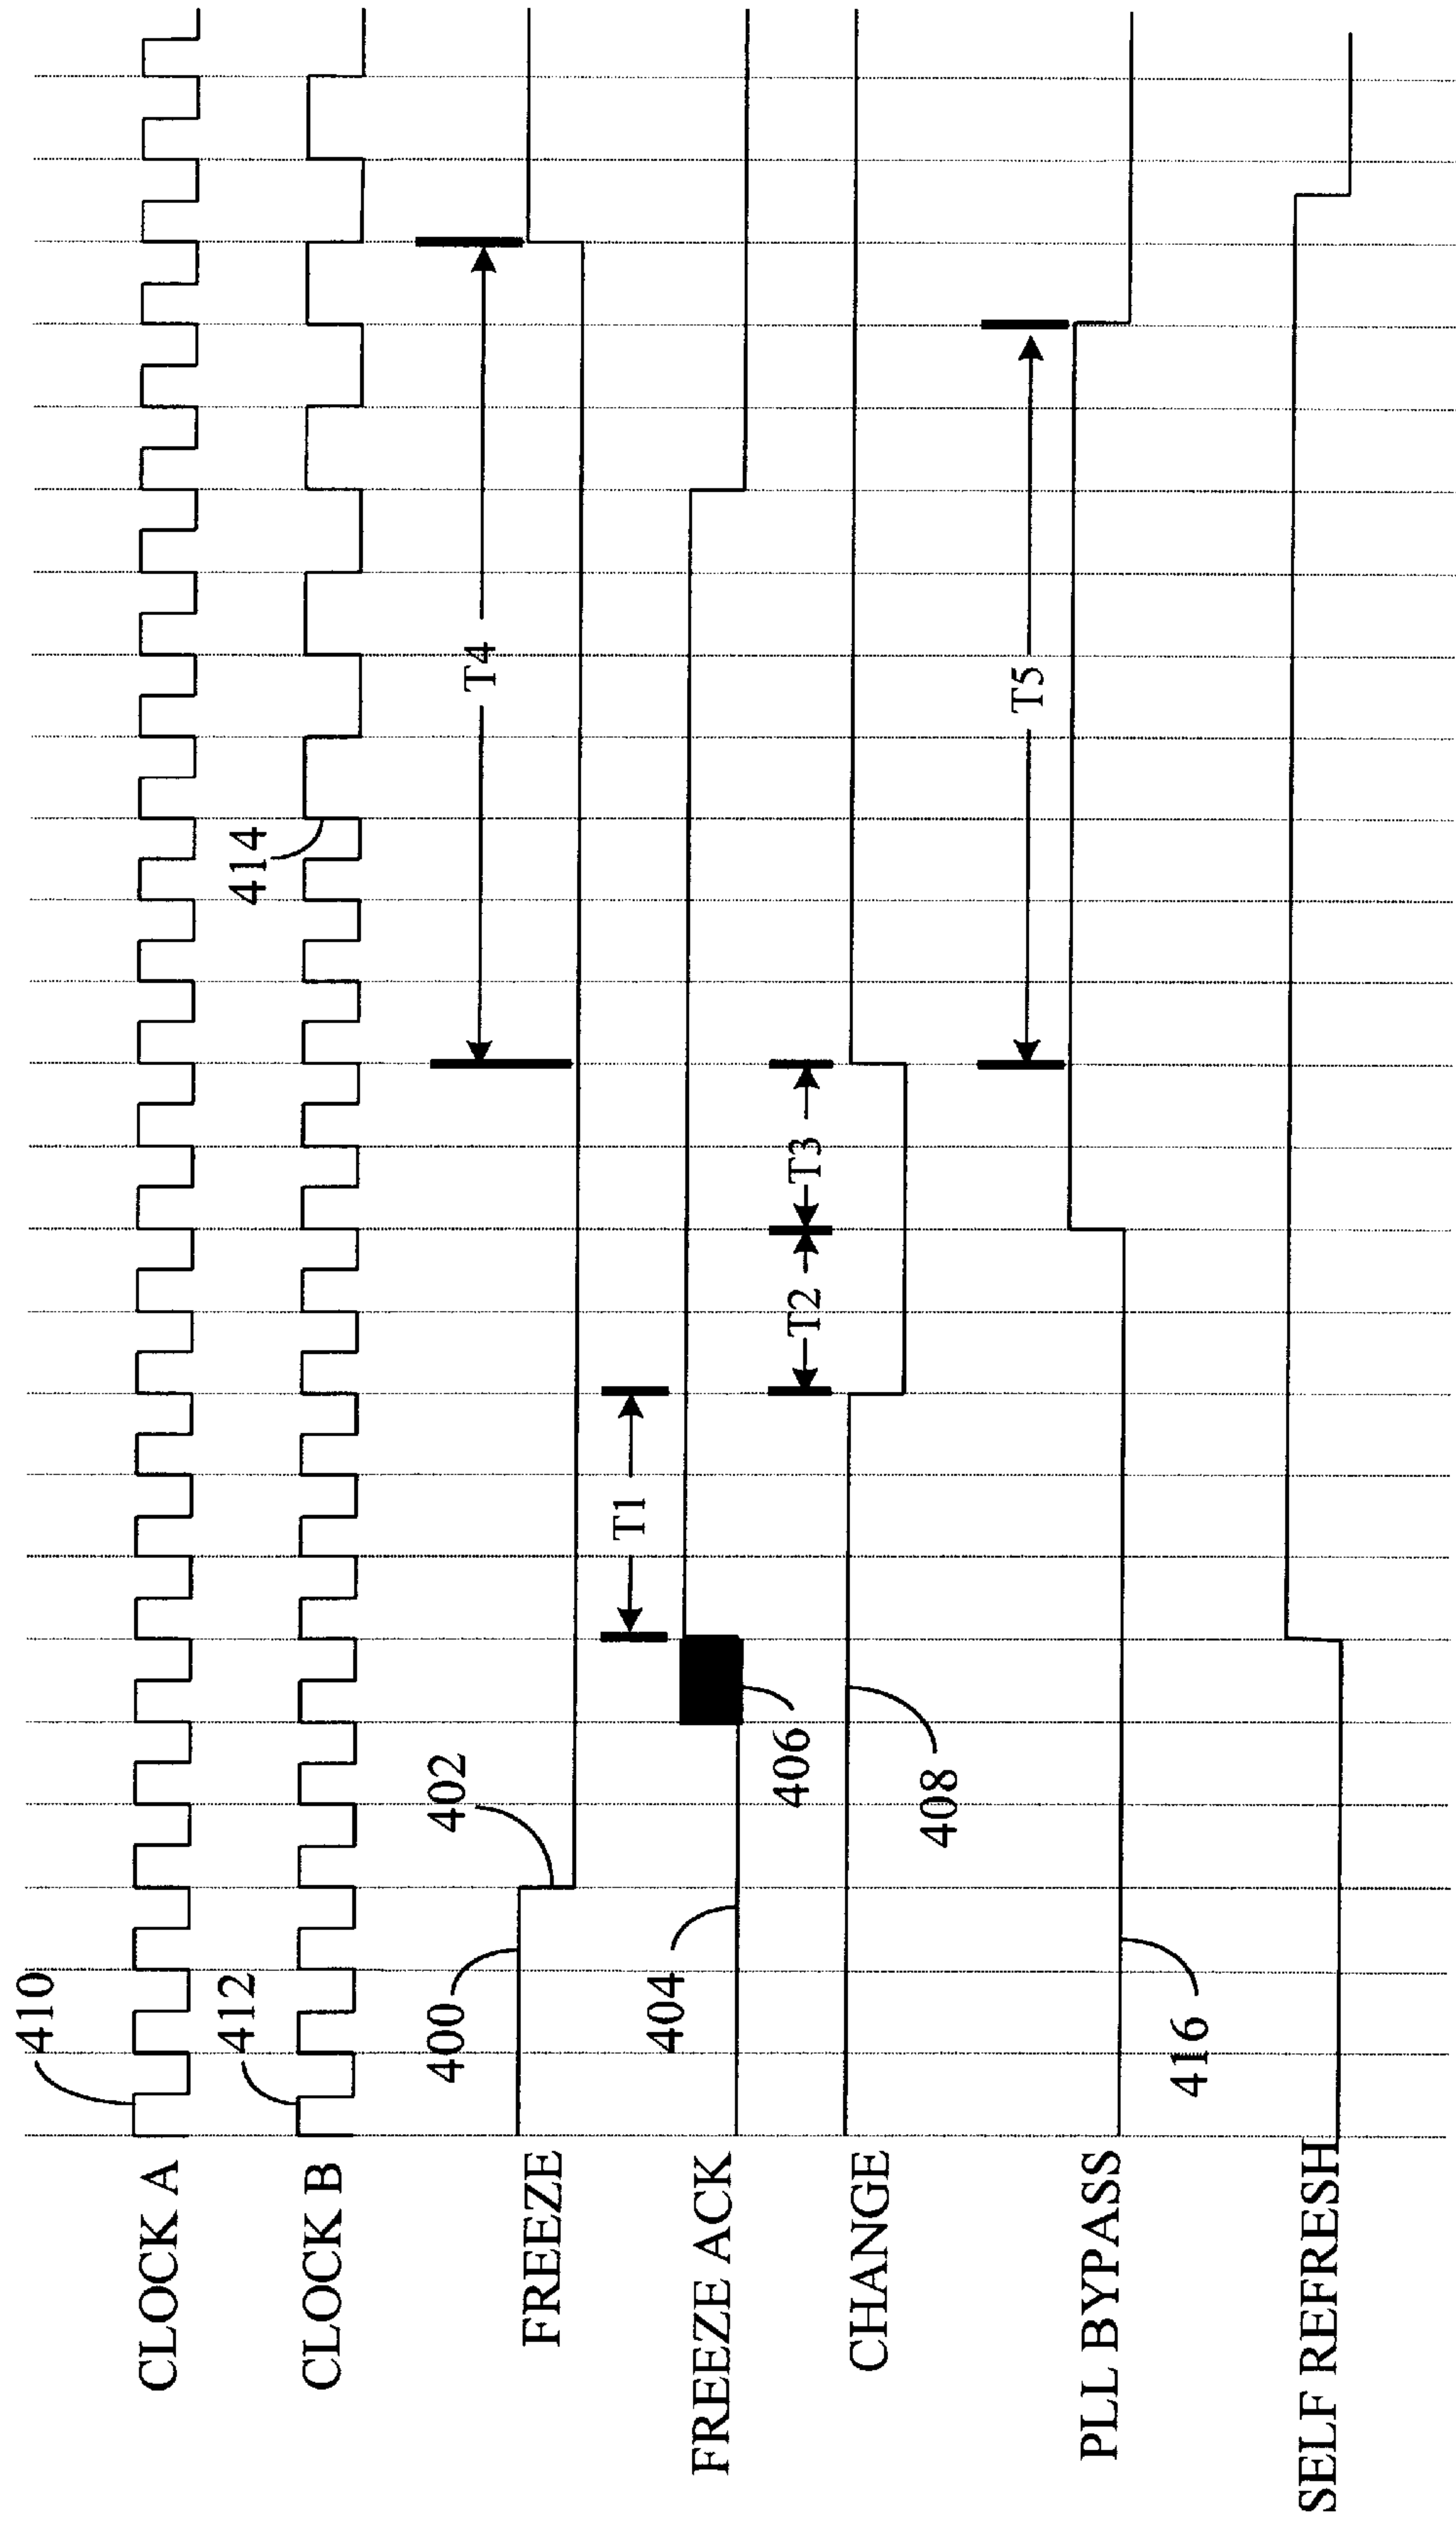 410
CLOCK A
412
414
CLOCK B
400
402
T4
FREEZE
T1
404
FREEZE ACK
406
T2
T3
408
CHANGE
T5
PLL BYPASS
416
SELF REFRESH